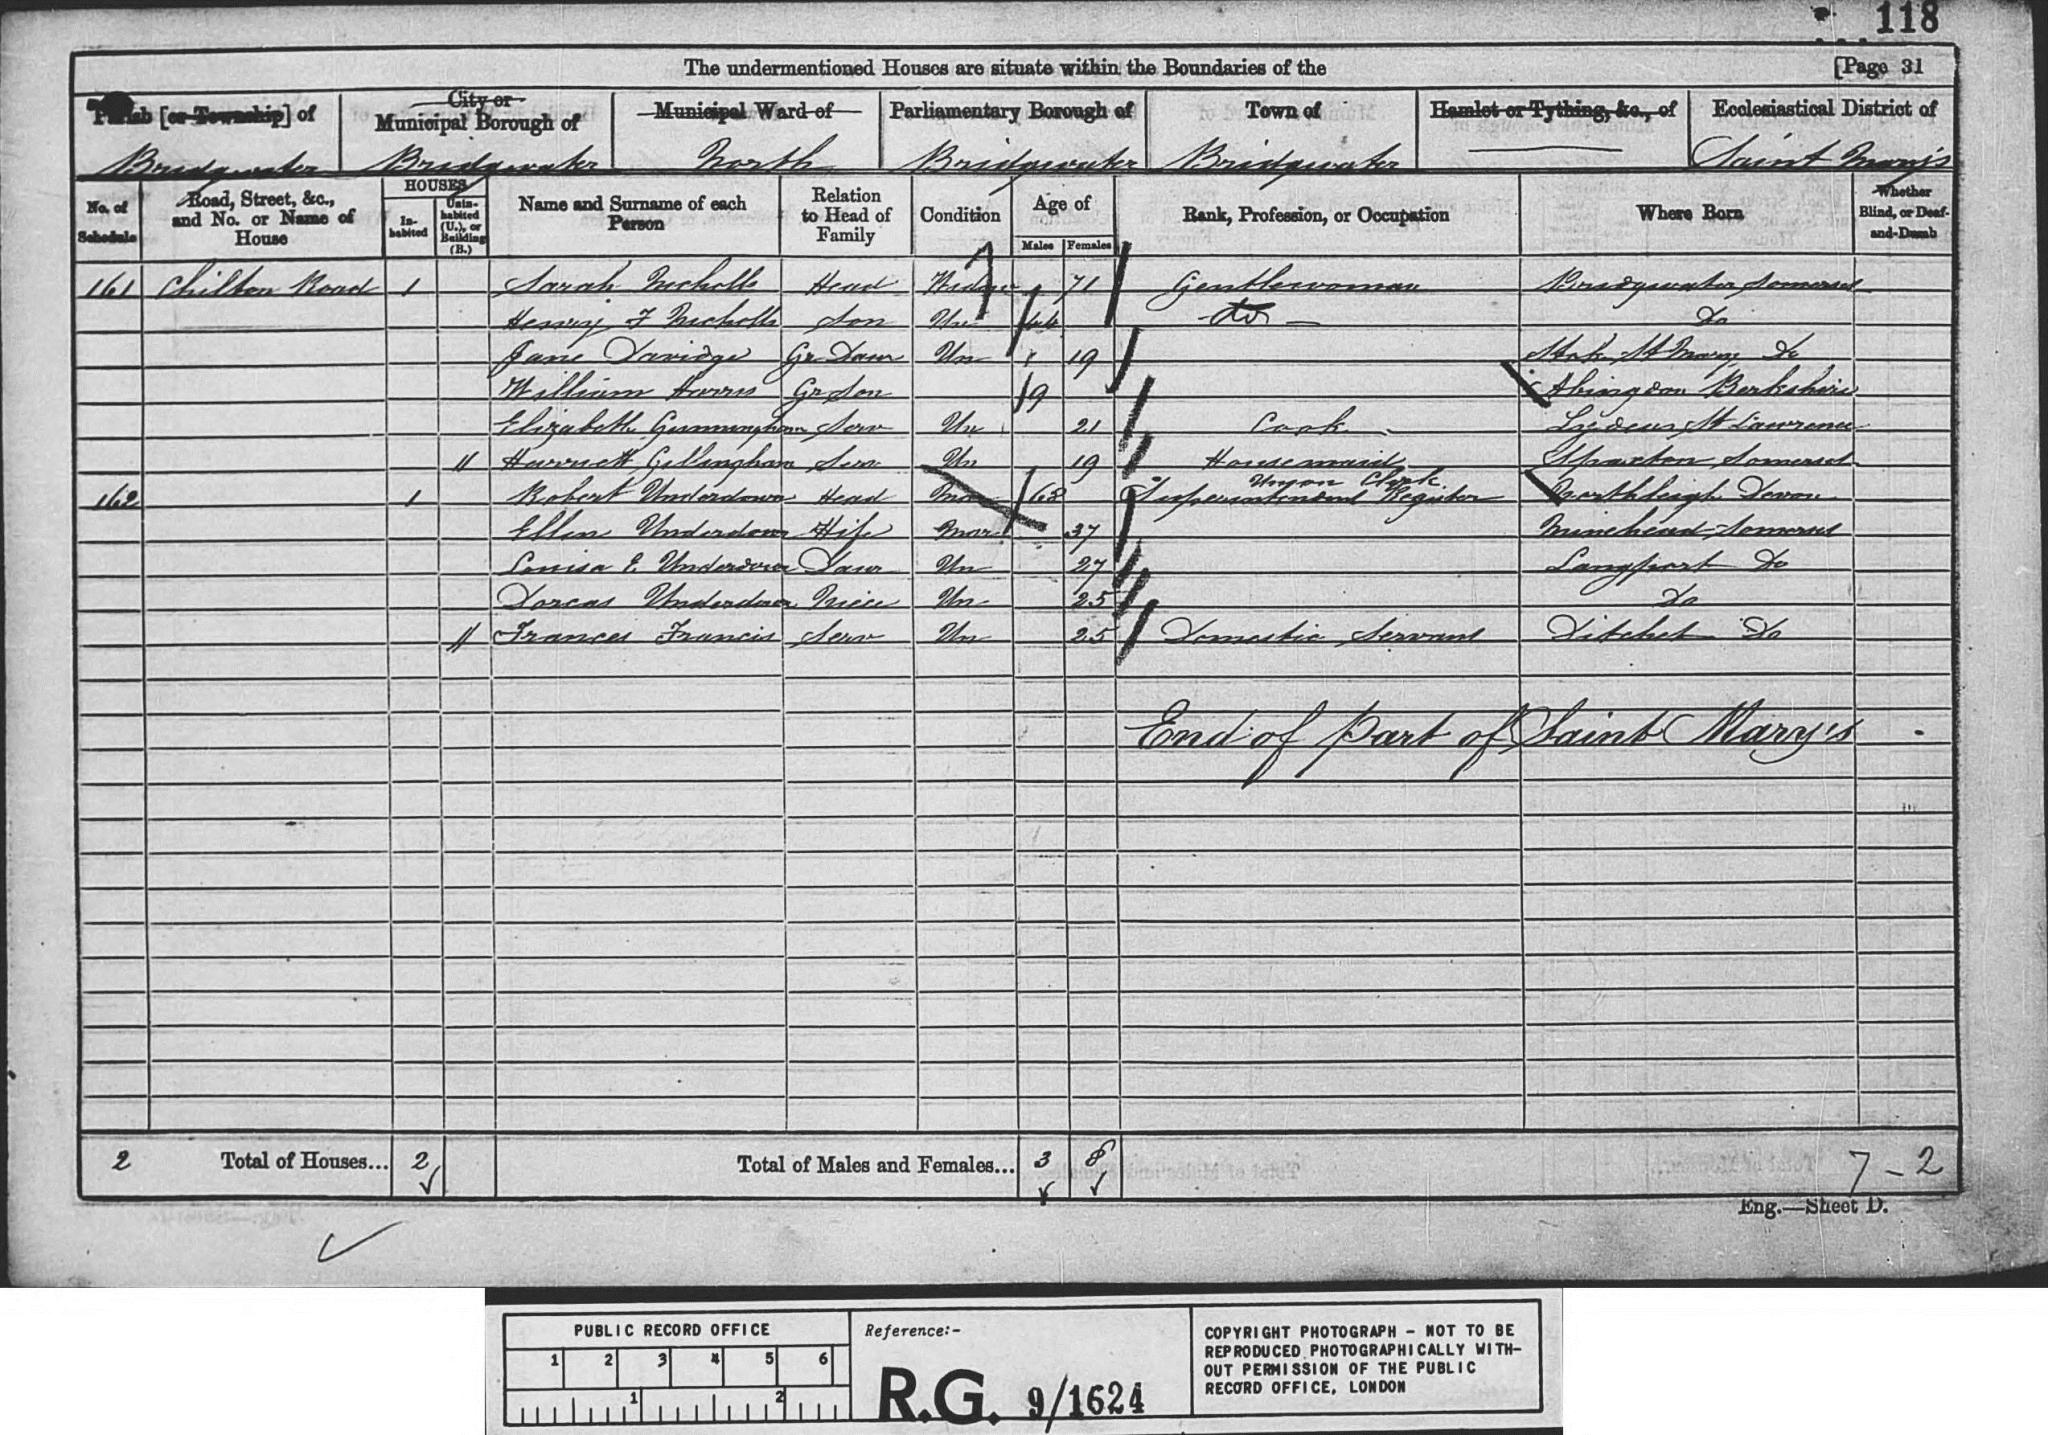 118
The undermentioned Houses are situate within the Boundaries of the
[Page 31
Parish [or Township] of
City or
Municipal Borough of
Municipal Ward of
Parliamentary Borough of
Town of
Hamlet or Tything, &c., of
Ecclesiastical District of
Bridgwater Bridgwater North Bridgwater Bridgwater Saint Mary's
No. of Schedule
Road, Street, &c., and No. or Name of House
HOUSES
Inhabited
Uninhabited (U.), or Building (B.)
Name and Surname of each Person
Relation to Head of Family
Condition
Age of
Males Females
Rank, Profession, or Occupation
Where Born
Whether Blind, or Deaf-and-Dumb
161 Chilton Road 1 Sarah Nicholls Head Widow 71 Gentlewoman Bridgwater Somerset
Henry F Nicholls Son Un 44 Do Do
Jane Davidge Gr Daur Un 19 Stoke St Mary Do
William Harris Gr Son 9 Abingdon Berkshire
Elizabeth Gunningham Serv Un 21 Cook Lydeard St Lawrence
Harriett Gillingham Serv Un 19 Housemaid Spaxton Somerset
162 1 Robert Underdown Head Mar 63 Union Clerk Superintendent Registrar Northleigh Devon
Ellen Underdown Wife Mar 37 Minehead Somerset
Louisa E. Underdown Daur Un 27 Langport Do
Dorcas Underdown Niece Un 25 Do
Frances Francis Serv Un 25 Domestic Servant Ditchet Do
End of Part of Saint Mary's
2 Total of Houses... 2 Total of Males and Females... 3 8 7-2
Eng.—Sheet D.
PUBLIC RECORD OFFICE
1 2 3 4 5 6
1 2
Reference:-
R.G. 9/1624
COPYRIGHT PHOTOGRAPH - NOT TO BE
REPRODUCED PHOTOGRAPHICALLY WITH-
OUT PERMISSION OF THE PUBLIC
RECORD OFFICE, LONDON